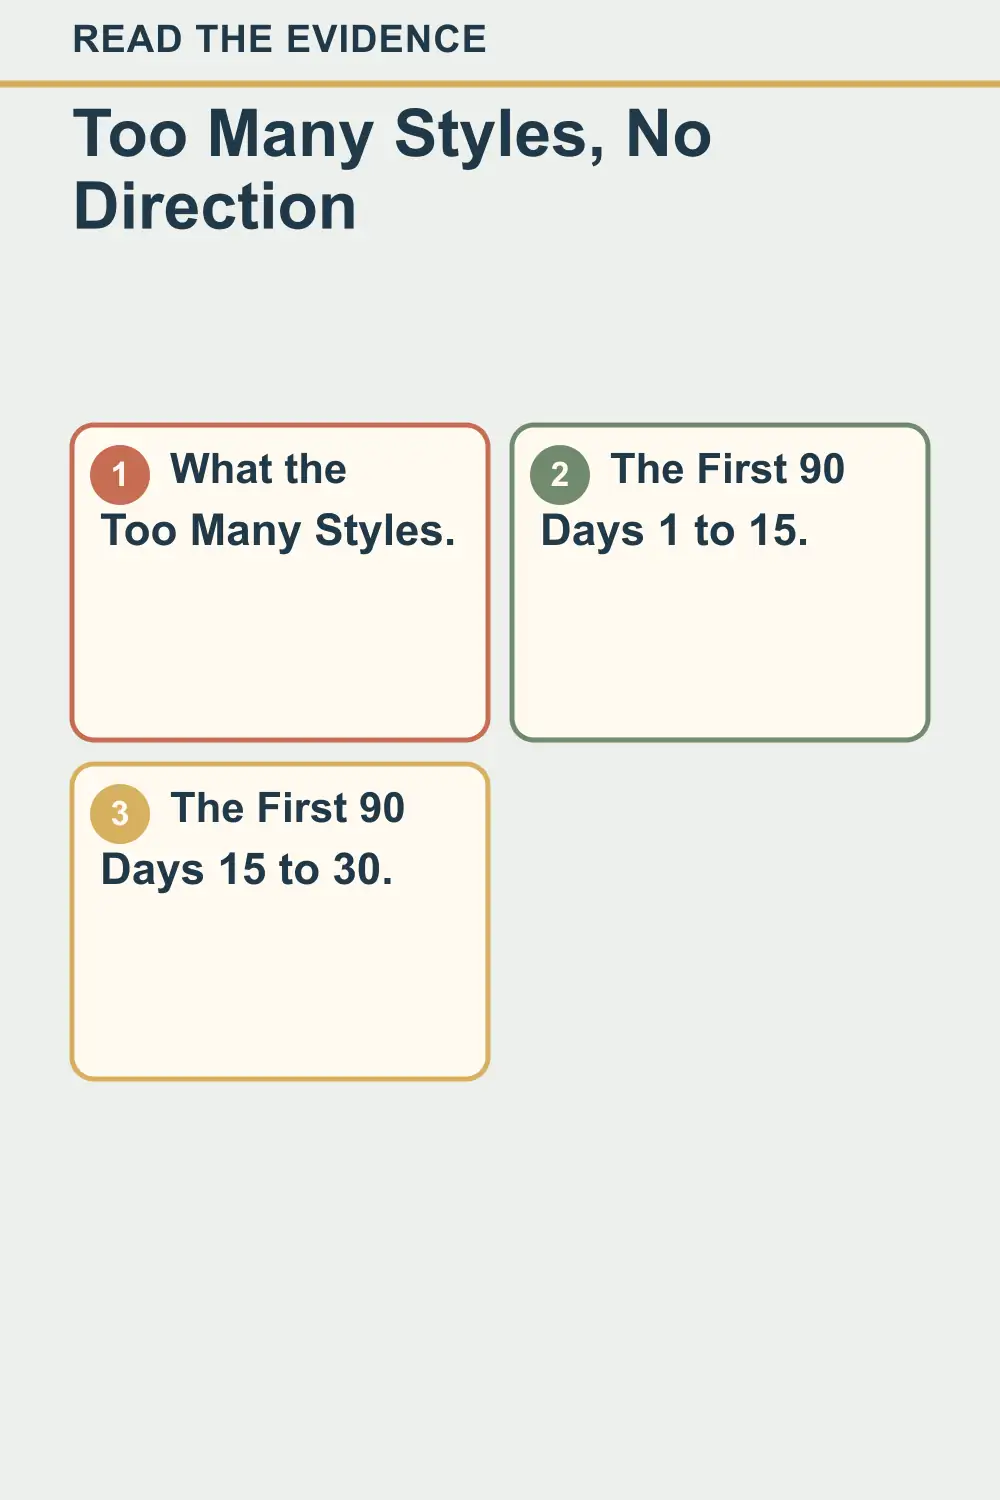 READ THE EVIDENCE
Too Many Styles, No
Direction
1 What the
Too Many Styles.
2 The First 90
Days 1 to 15.
3 The First 90
Days 15 to 30.